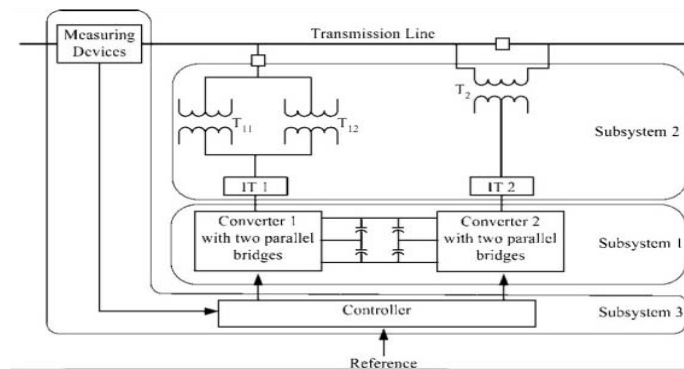 Measuring
Devices
Transmission Line
T11
T12
T2
Subsystem 2
IT 1
IT 2
Converter 1
with two parallel
bridges
Converter 2
with two parallel
bridges
Subsystem 1
Controller
Subsystem 3
Reference